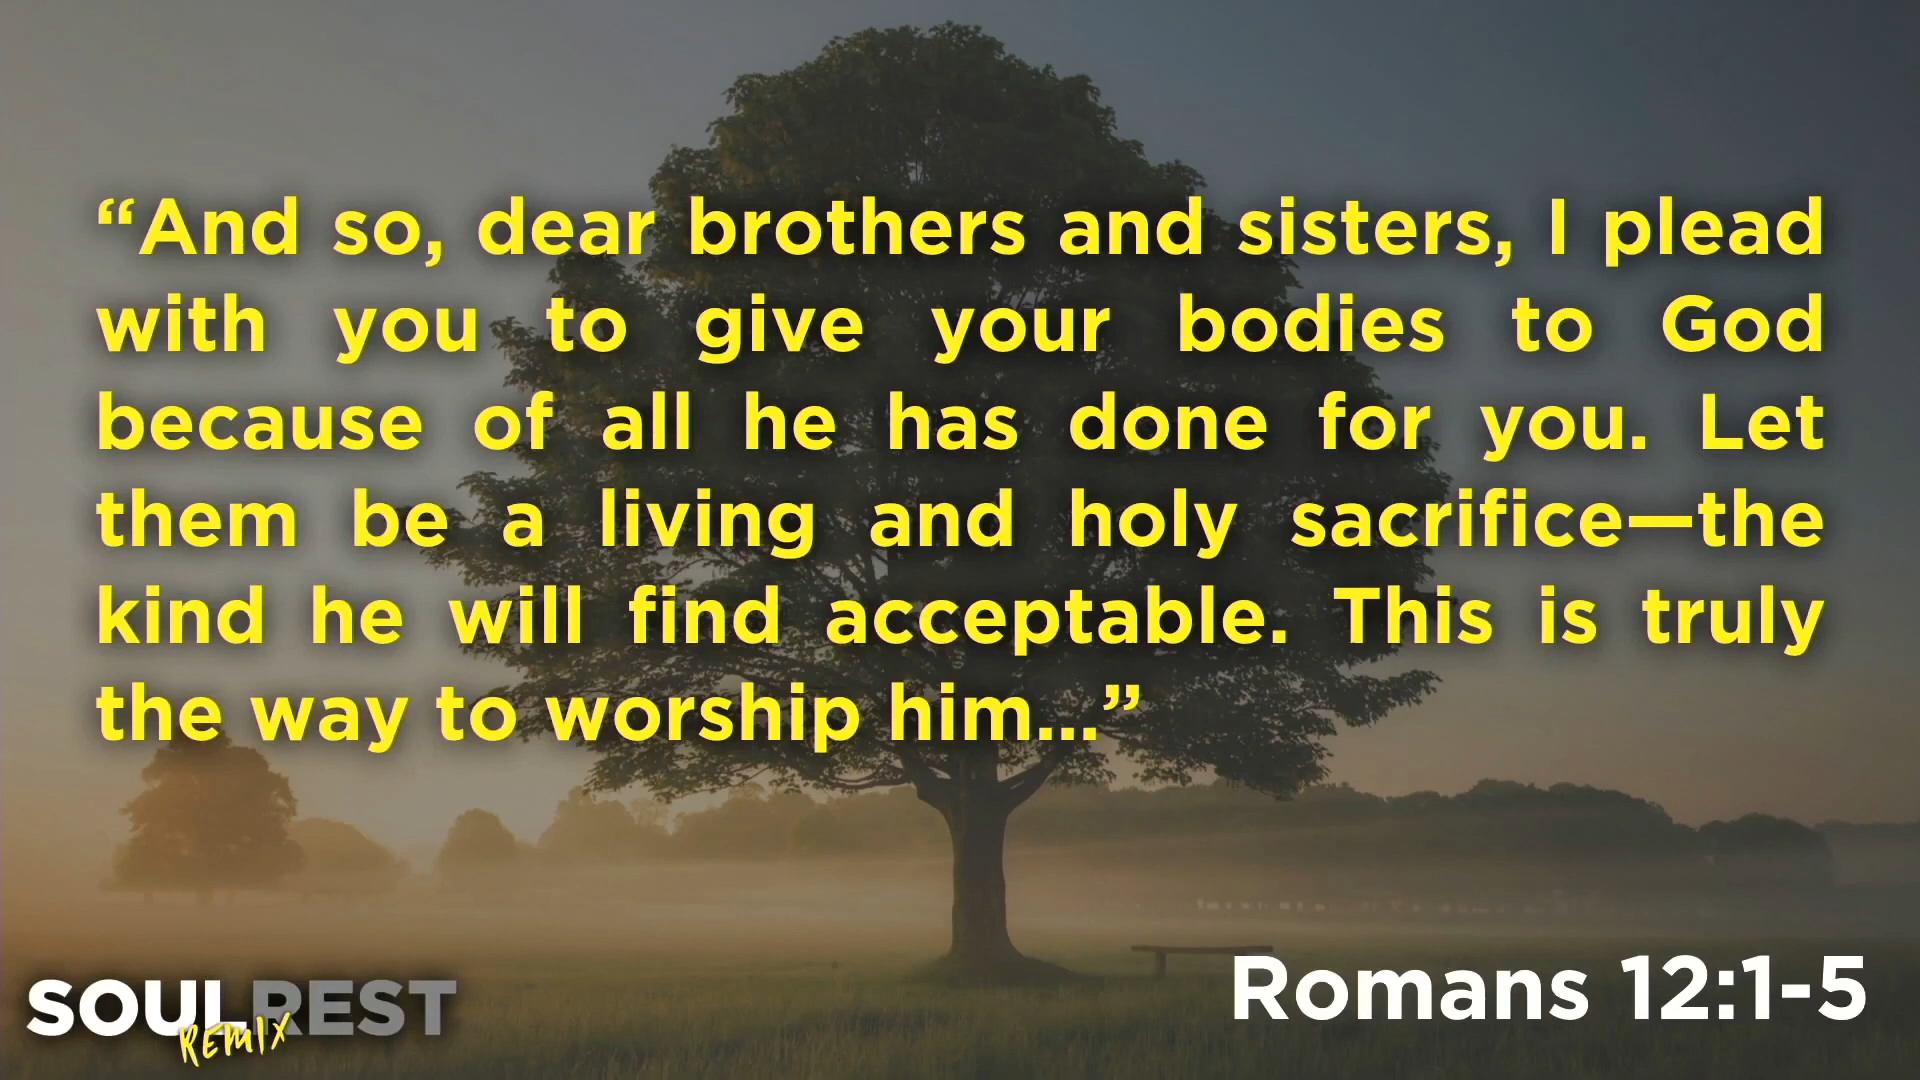 “And so, dear brothers and sisters, I plead
with you to give your bodies to God
because of all he has done for you. Let
them be a living and holy sacrifice—the
kind he will find acceptable. This is truly
the way to worship him...”
Romans 12:1-5
SOULREST
REMIX